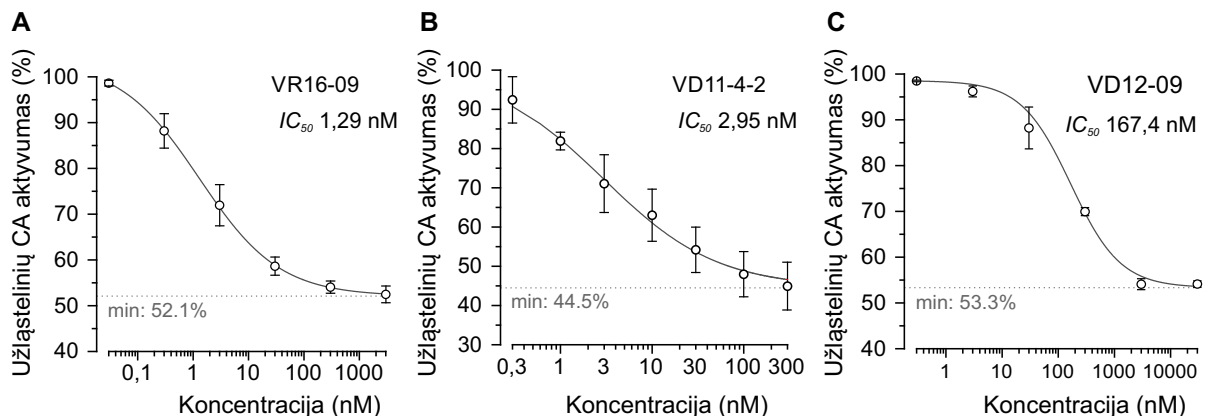 A
Užląstelinių CA aktyvumas (%)
100
90
80
70
60
50
40
VR16-09
IC50 1,29 nM
min: 52.1%
0,1
1
10
100
1000
Koncentracija (nM)
B
Užląstelinių CA aktyvumas (%)
100
90
80
70
60
50
40
30
VD11-4-2
IC50 2,95 nM
min: 44.5%
0,3
1
3
10
30
100
300
Koncentracija (nM)
C
Užląstelinių CA aktyvumas (%)
100
90
80
70
60
50
40
VD12-09
IC50 167,4 nM
min: 53.3%
1
10
100
1000
10000
Koncentracija (nM)